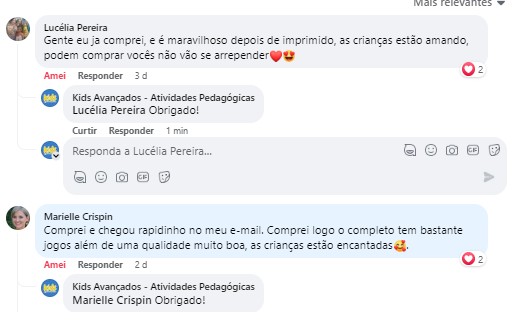 Mais relevantes
Lucélia Pereira
Gente eu ja comprei, e é maravilhoso depois de imprimido, as crianças estão amando,
podem comprar vocês não vão se arrepender❤️🤩
2
Amei Responder 3 d
Kids Avançados - Atividades Pedagógicas
Lucélia Pereira Obrigado!
Curtir Responder 1 min
Responda a Lucélia Pereira...
GIF
GIF
Marielle Crispin
Comprei e chegou rapidinho no meu e-mail. Comprei logo o completo tem bastante
jogos além de uma qualidade muito boa, as crianças estão encantadas🥰.
2
Amei Responder 2 d
Kids Avançados - Atividades Pedagógicas
Marielle Crispin Obrigado!